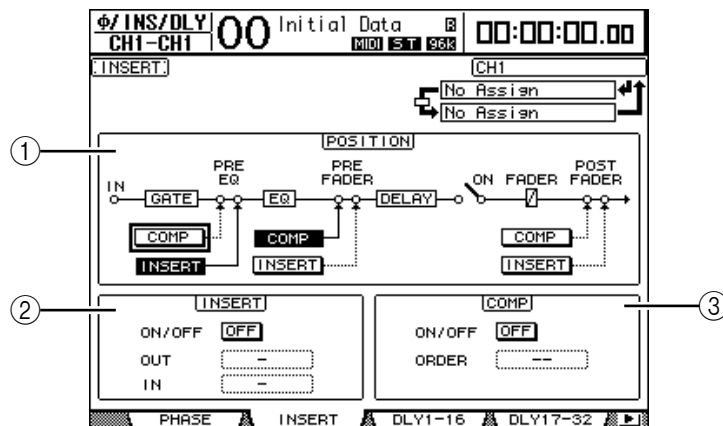 ϕ/INS/DLY
CH1-CH1
00
Initial Data
MIDI ST 96k
00:00:00.00
INSERT
CH1
No Assign
No Assign
①
POSITION
IN
GATE
PRE EQ
EQ
PRE FADER
DELAY
ON
FADER
POST FADER
COMP
COMP
COMP
INSERT
INSERT
INSERT
②
INSERT
ON/OFF OFF
OUT -
IN -
③
COMP
ON/OFF OFF
ORDER --
PHASE
INSERT
DLY1-16
DLY17-32